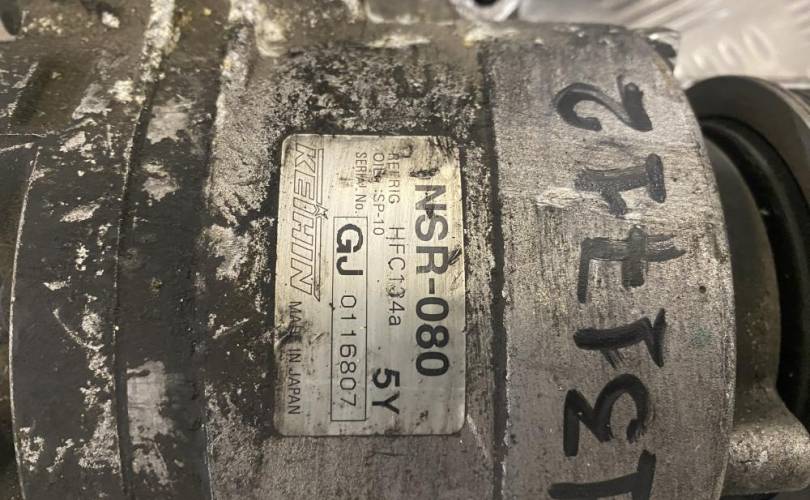 NSR-080 5Y
REFRIG HFC134a
OIL :SP-10
SERIAL No. GJ 0116807
KEIHIN MADE IN JAPAN